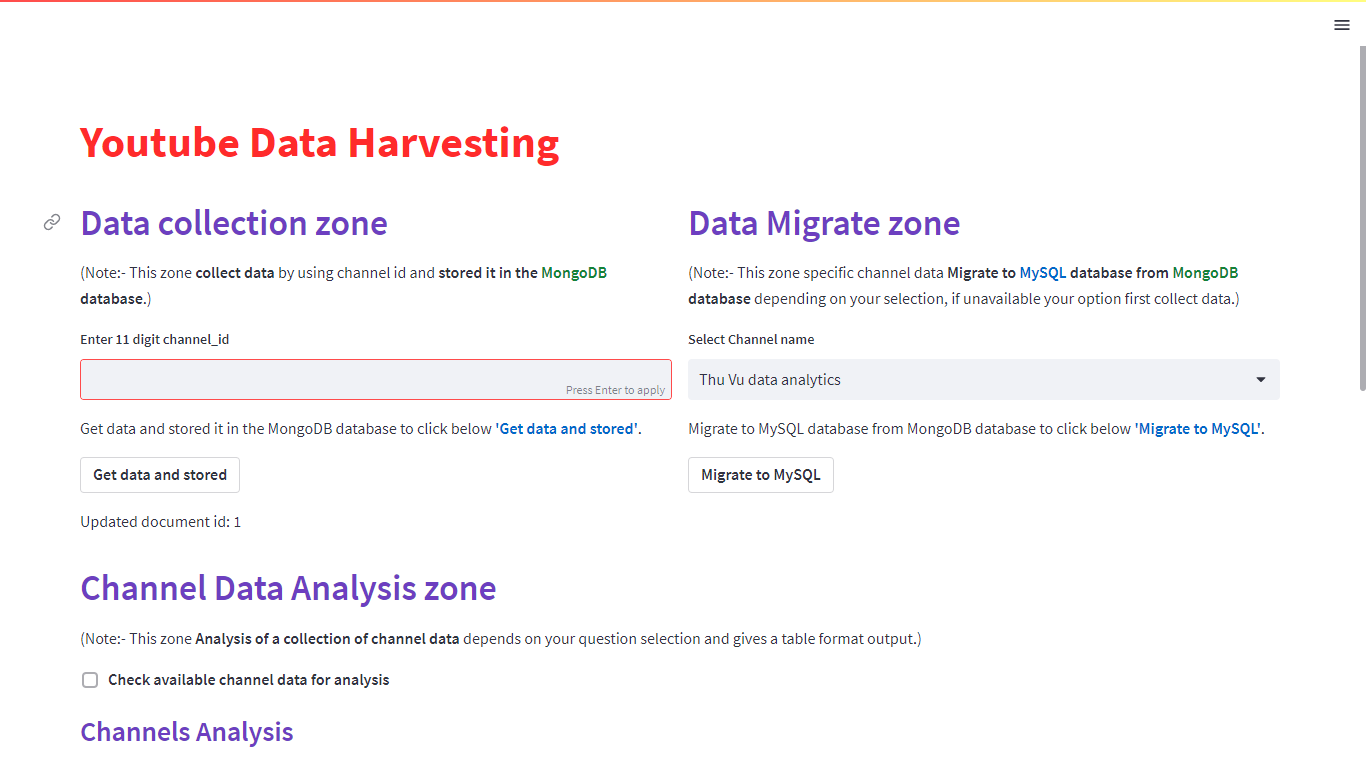 Youtube Data Harvesting
Data collection zone
(Note:- This zone collect data by using channel id and stored it in the MongoDB
database.)
Enter 11 digit channel_id
Press Enter to apply
Get data and stored it in the MongoDB database to click below 'Get data and stored'.
Get data and stored
Updated document id: 1
Data Migrate zone
(Note:- This zone specific channel data Migrate to MySQL database from MongoDB
database depending on your selection, if unavailable your option first collect data.)
Select Channel name
Thu Vu data analytics
Migrate to MySQL database from MongoDB database to click below 'Migrate to MySQL'.
Migrate to MySQL
Channel Data Analysis zone
(Note:- This zone Analysis of a collection of channel data depends on your question selection and gives a table format output.)
Check available channel data for analysis
Channels Analysis